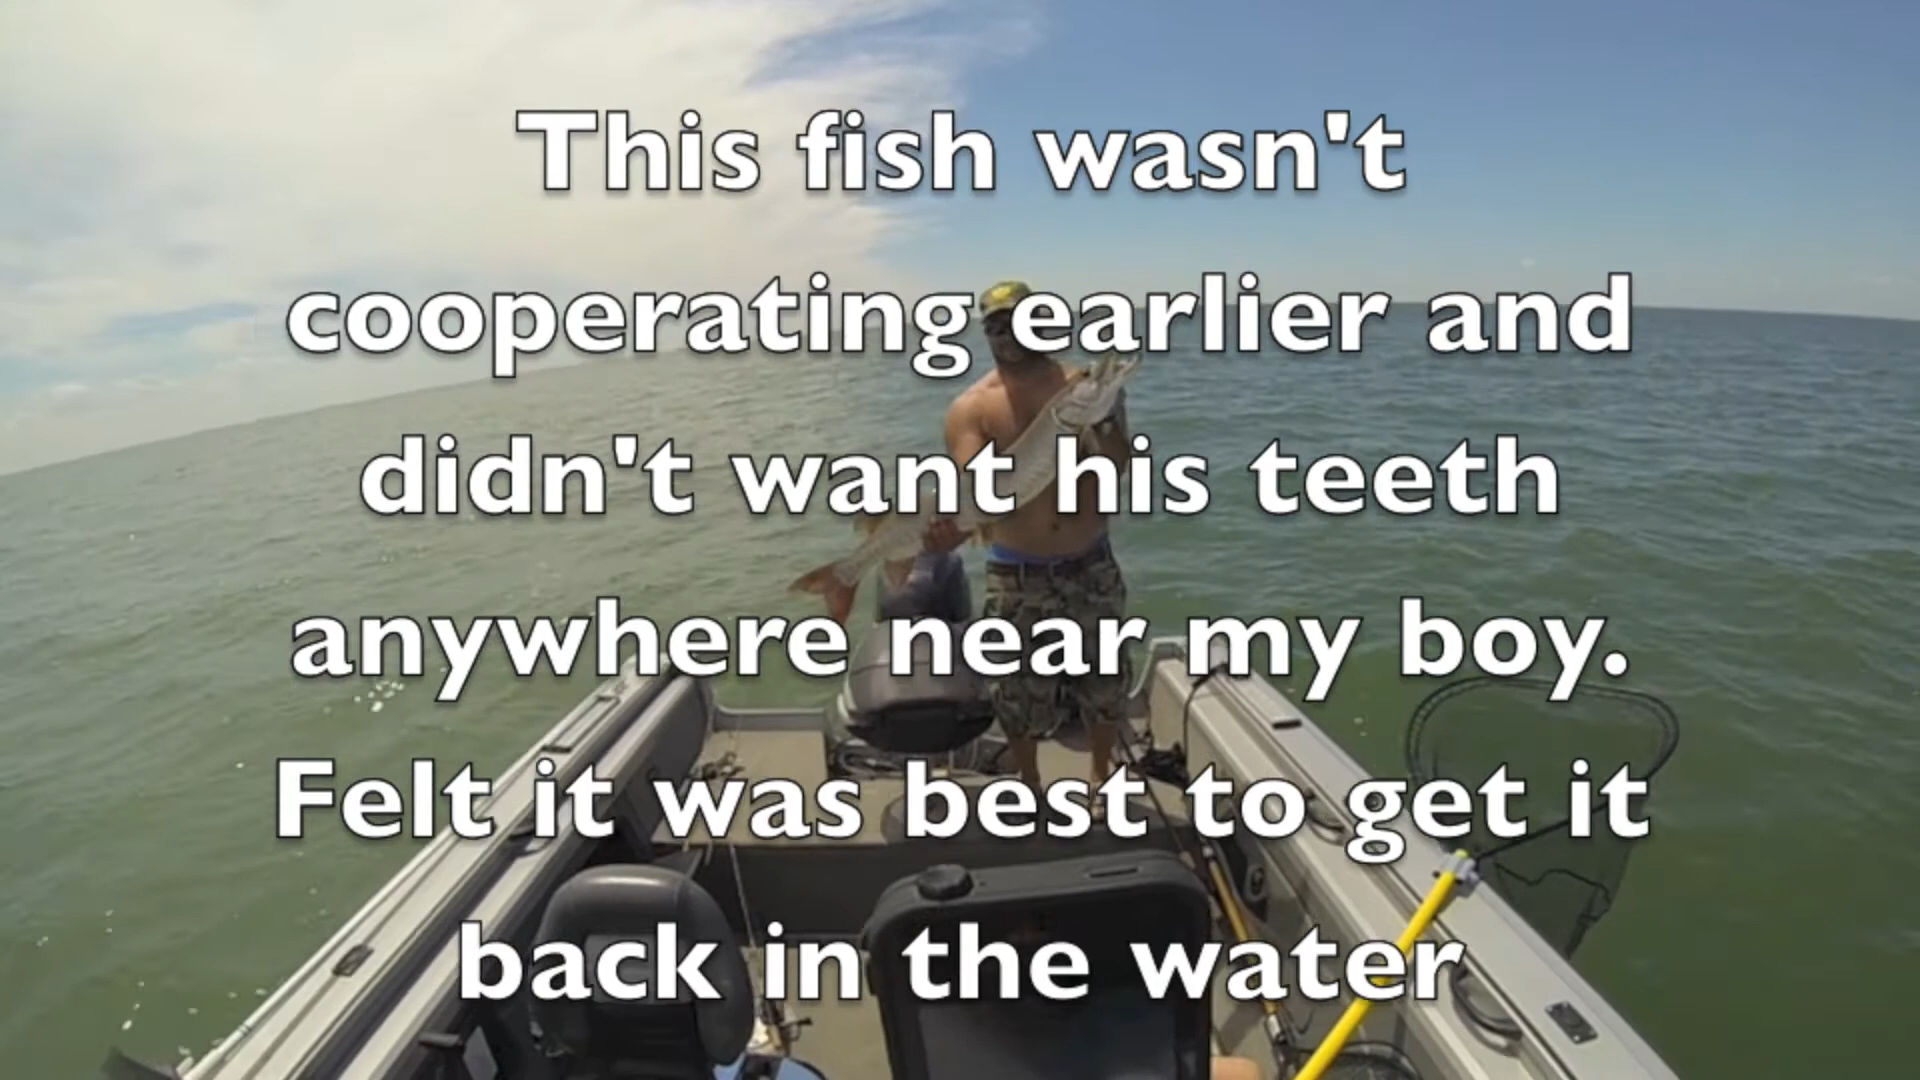 This fish wasn't
cooperating earlier and
didn't want his teeth
anywhere near my boy.
Felt it was best to get it
back in the water